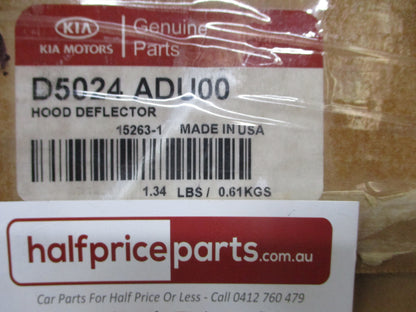 KIA Genuine
KIA MOTORS Parts
D5024 ADU00
HOOD DEFLECTOR
15263-1 MADE IN USA
1.34 LBS/ 0.61KGS
halfpriceparts.com.au
Car Parts For Half Price Or Less - Call 0412 760 479